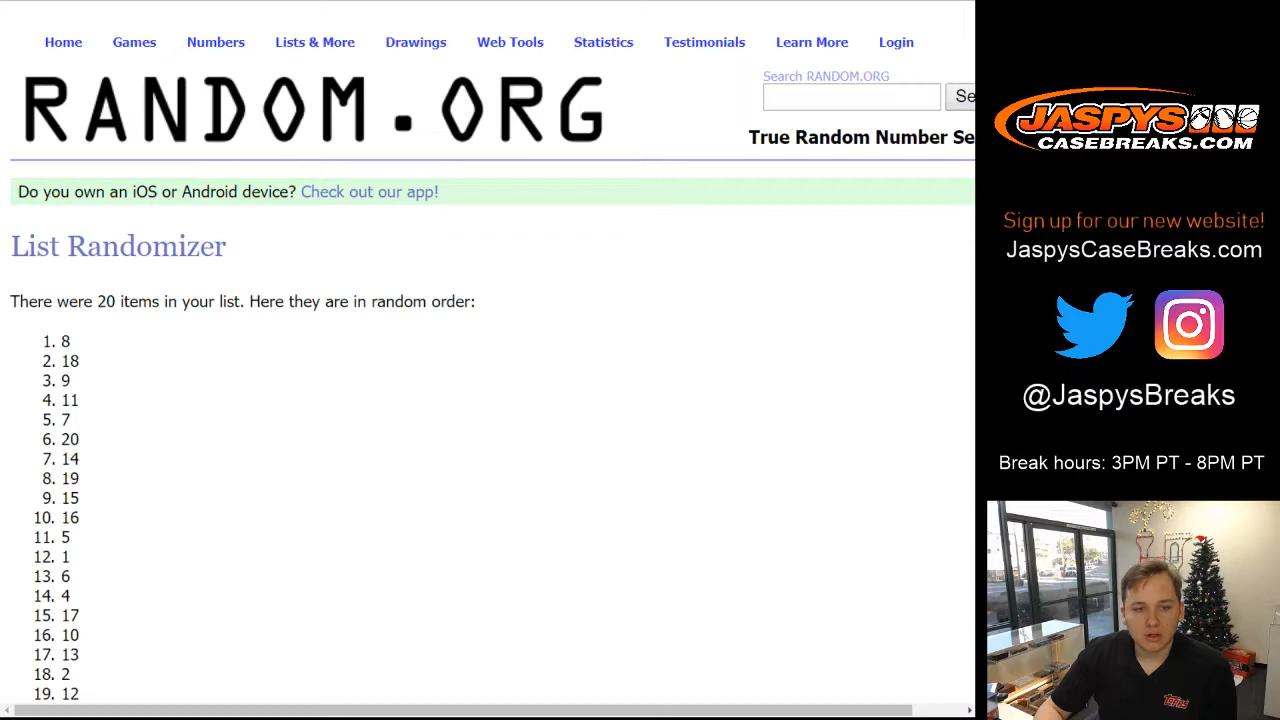 Home Games Numbers Lists & More Drawings Web Tools Statistics Testimonials Learn More Login
RANDOM.ORG
Search RANDOM.ORG
Se
True Random Number Se
Do you own an iOS or Android device? Check out our app!
List Randomizer
There were 20 items in your list. Here they are in random order:
1. 8
2. 18
3. 9
4. 11
5. 7
6. 20
7. 14
8. 19
9. 15
10. 16
11. 5
12. 1
13. 6
14. 4
15. 17
16. 10
17. 13
18. 2
19. 12
JASPYS
CASEBREAKS.COM
Sign up for our new website!
JaspysCaseBreaks.com
@JaspysBreaks
Break hours: 3PM PT - 8PM PT
Topps